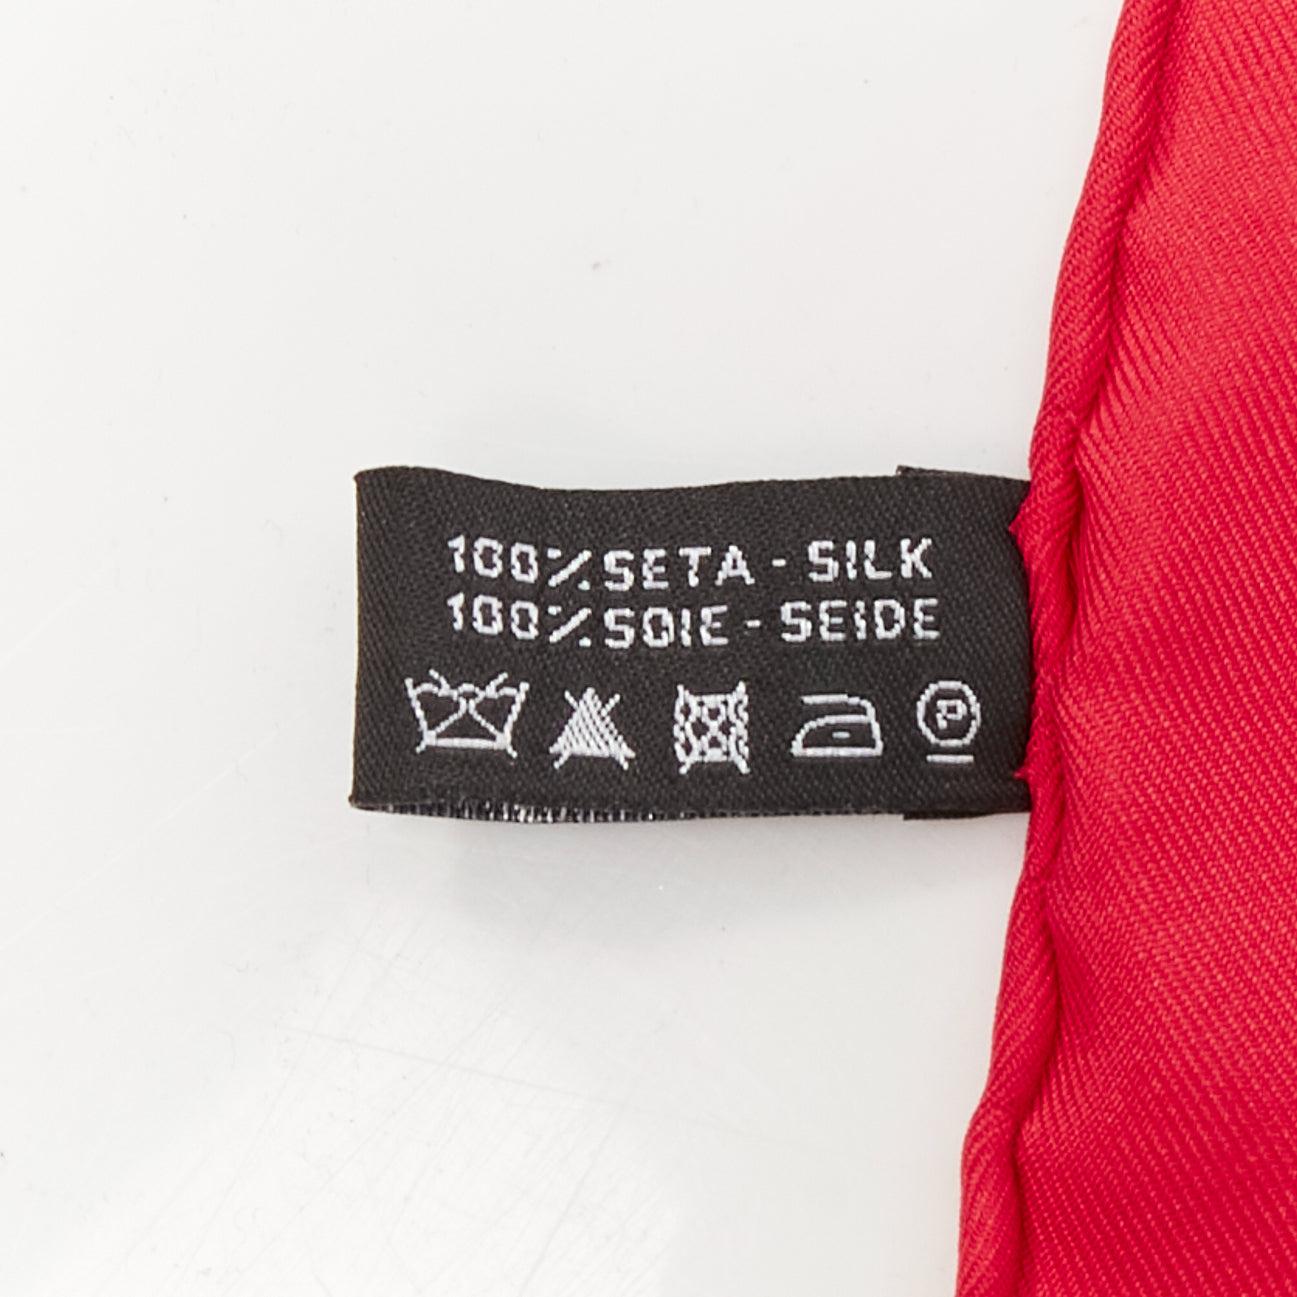 100% SETA - SILK
100% SOIE - SEIDE
P